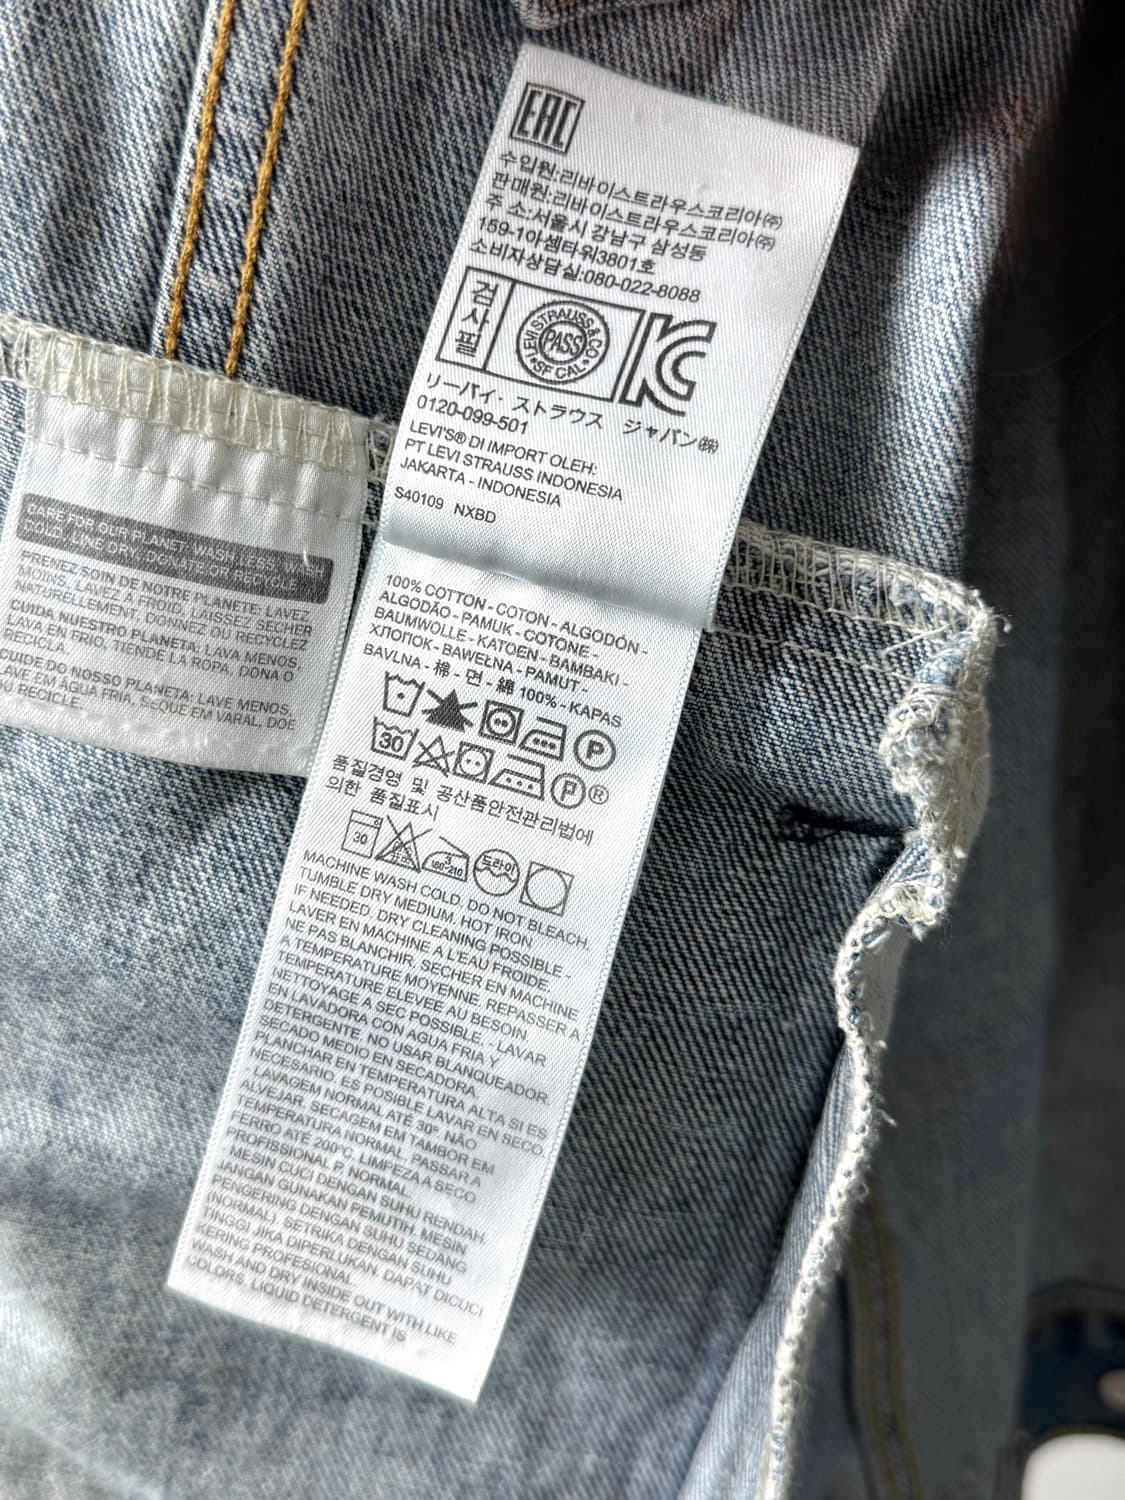 EAC
수입원:리바이스트라우스코리아㈜
판매원:리바이스트라우스코리아㈜
주 소:서울시 강남구 삼성동
159-1아셈타워3801호
소비자상담실:080-022-8088
검사필
LEVI STRAUSS & CO
PASS
SF CAL
KC
リーバイ・ストラウス ジャパン㈱
0120-099-501
LEVI'S® DI IMPORT OLEH:
PT LEVI STRAUSS INDONESIA
JAKARTA - INDONESIA
S40109 NXBD
100% COTTON - COTON - ALGODÓN -
ALGODÃO - PAMUK - COTONE -
BAUMWOLLE - KATOEN - BAMBAKI -
ХЛОПОК - BAWEŁNA - PAMUT -
BAVLNA - 棉 - 면 - 綿 100% - KAPAS
P
30
P®
품질경영 및 공산품안전관리법에
의한 품질표시
30
3
180-210
드라이
MACHINE WASH COLD. DO NOT BLEACH.
TUMBLE DRY MEDIUM. HOT IRON
IF NEEDED. DRY CLEANING POSSIBLE -
LAVER EN MACHINE A L'EAU FROIDE.
NE PAS BLANCHIR, SECHER EN MACHINE
A TEMPERATURE MOYENNE. REPASSER A
TEMPERATURE ELEVEE AU BESOIN
NETTOYAGE A SEC POSSIBLE. - LAVAR
EN LAVADORA CON AGUA FRIA Y
DETERGENTE. NO USAR BLANQUEADOR.
SECADO MEDIO EN SECADORA.
PLANCHAR EN TEMPERATURA ALTA SI ES
NECESSARIO. ES POSIBLE LAVAR EN SECO.
- LAVAGEM NORMAL ATÉ 30°. NÃO
ALVEJAR. SECAGEM EM TAMBOR EM
TEMPERATURA NORMAL. PASSAR A
FERRO ATÉ 200°C. LIMPEZA A SECO
PROFISSIONAL P. NORMAL.
MESIN CUCI DENGAN SUHU RENDAH.
JANGAN GUNAKAN PEMUTIH. MESIN
PENGERING DENGAN SUHU SEDANG
(NORMAL). SETRIKA DENGAN SUHU
TINGGI JIKA DIPERLUKAN. DAPAT DICUCI
KERING PROFESIONAL
WASH AND DRY INSIDE OUT WITH LIKE
COLORS. LIQUID DETERGENT IS
CARE FOR OUR PLANET: WASH LESS,
COLD, LINE DRY, DONATE OR RECYCLE
PRENEZ SOIN DE NOTRE PLANETE: LAVEZ
MOINS, LAVEZ À FROID, LAISSEZ SÉCHER
NATURELLEMENT, DONNEZ OU RECYCLEZ
CUIDA NUESTRO PLANETA: LAVA MENOS,
LAVA EN FRIO, TIENDE LA ROPA, DONA O
RECICLA.
CUIDE DO NOSSO PLANETA: LAVE MENOS,
LAVE EM ÁGUA FRIA, SEQUE EM VARAL, DOE
OU RECICLE.